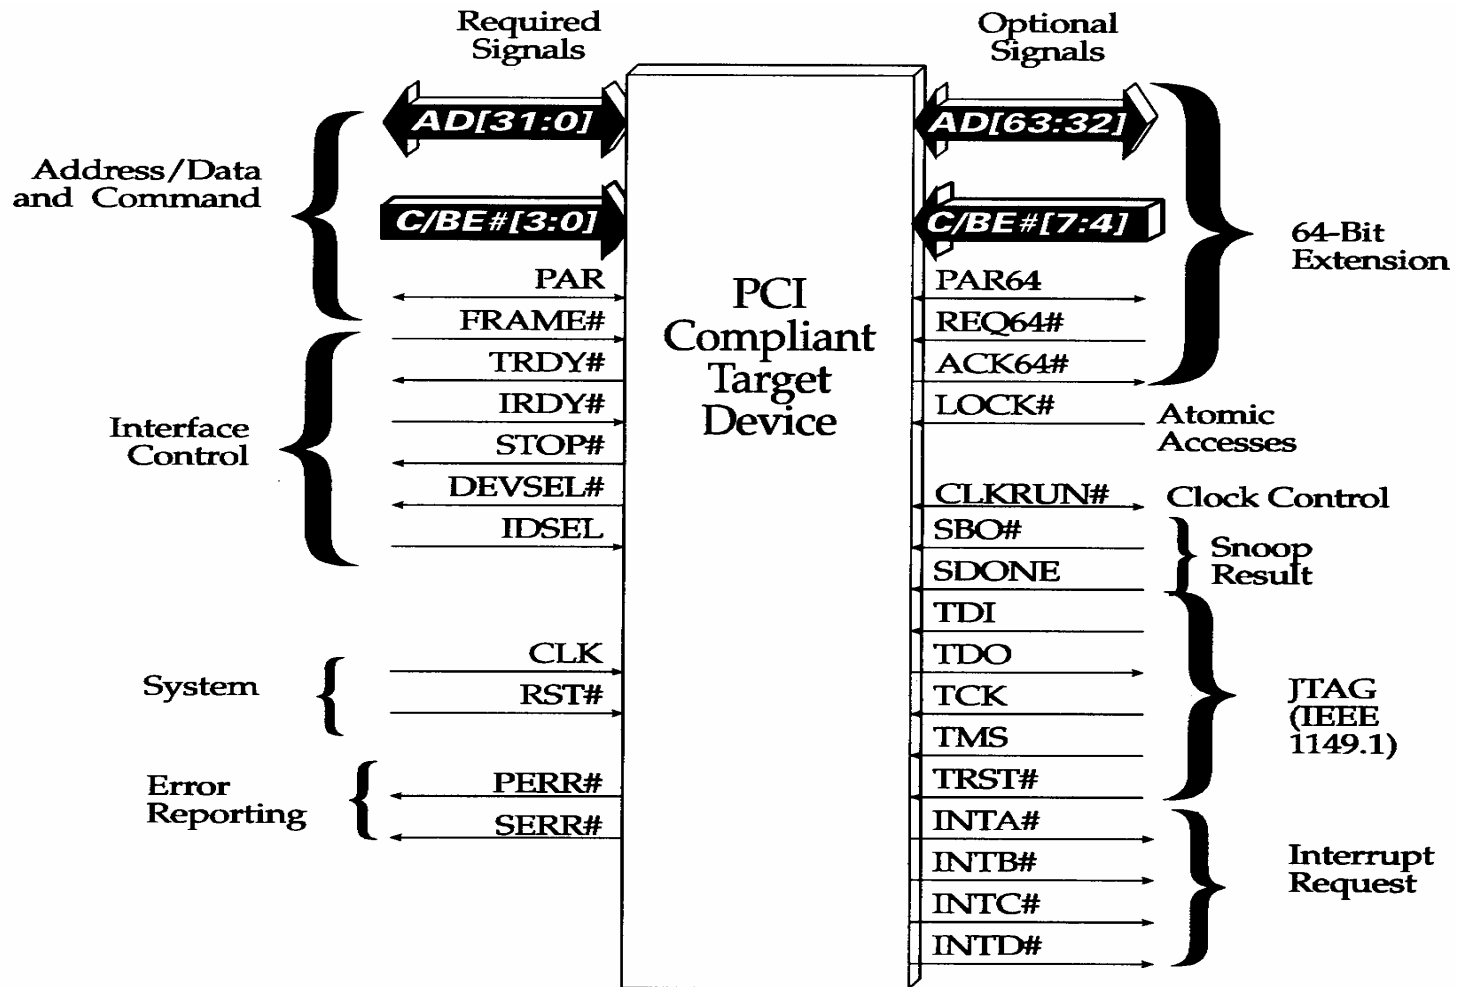 Required
Signals
Optional
Signals
Address/Data
and Command
AD[31:0]
C/BE#[3:0]
PAR
Interface
Control
FRAME#
TRDY#
IRDY#
STOP#
DEVSEL#
IDSEL
System
CLK
RST#
Error
Reporting
PERR#
SERR#
PCI
Compliant
Target
Device
AD[63:32]
C/BE#[7:4]
PAR64
REQ64#
ACK64#
64-Bit
Extension
LOCK#
Atomic
Accesses
CLKRUN#
Clock Control
SBO#
SDONE
Snoop
Result
TDI
TDO
TCK
TMS
TRST#
JTAG
(IEEE
1149.1)
INTA#
INTB#
INTC#
INTD#
Interrupt
Request